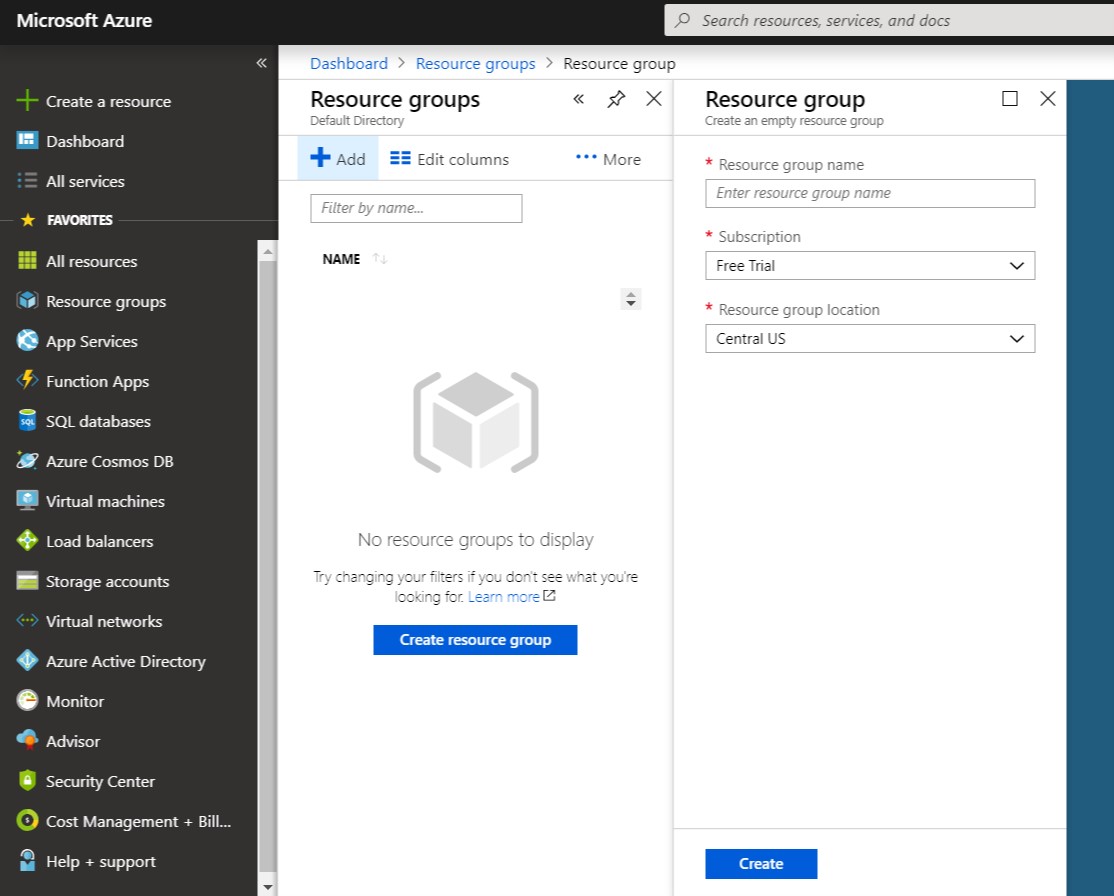 Microsoft Azure
Search resources, services, and docs
Create a resource
Dashboard
All services
FAVORITES
All resources
Resource groups
App Services
Function Apps
SQL
SQL databases
Azure Cosmos DB
Virtual machines
Load balancers
Storage accounts
Virtual networks
Azure Active Directory
Monitor
Advisor
Security Center
Cost Management + Bill...
Help + support
Dashboard > Resource groups > Resource group
Resource groups
Default Directory
Add
Edit columns
More
Filter by name...
NAME
No resource groups to display
Try changing your filters if you don't see what you're
looking for. Learn more
Create resource group
Resource group
Create an empty resource group
* Resource group name
Enter resource group name
* Subscription
Free Trial
* Resource group location
Central US
Create